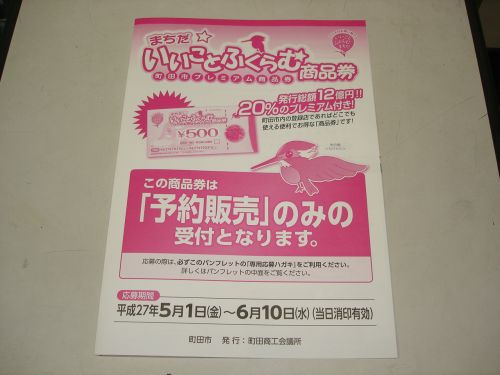 まちだ☆
いいことふくらむ商品券
町田市プレミアム商品券
発行総額12億円!!
20%のプレミアム付き!
町田市内の登録店であればどこでも
使える便利でお得な「商品券」です!
¥500
この商品券は
「予約販売」のみの
受付となります。
応募の際は、必ずこのパンフレットの「専用応募ハガキ」をご利用ください。
詳しくはパンフレットの中面をご覧ください。
応募期間
平成27年5月1日(金)～6月10日(水)(当日消印有効)
町田市 発行:町田商工会議所